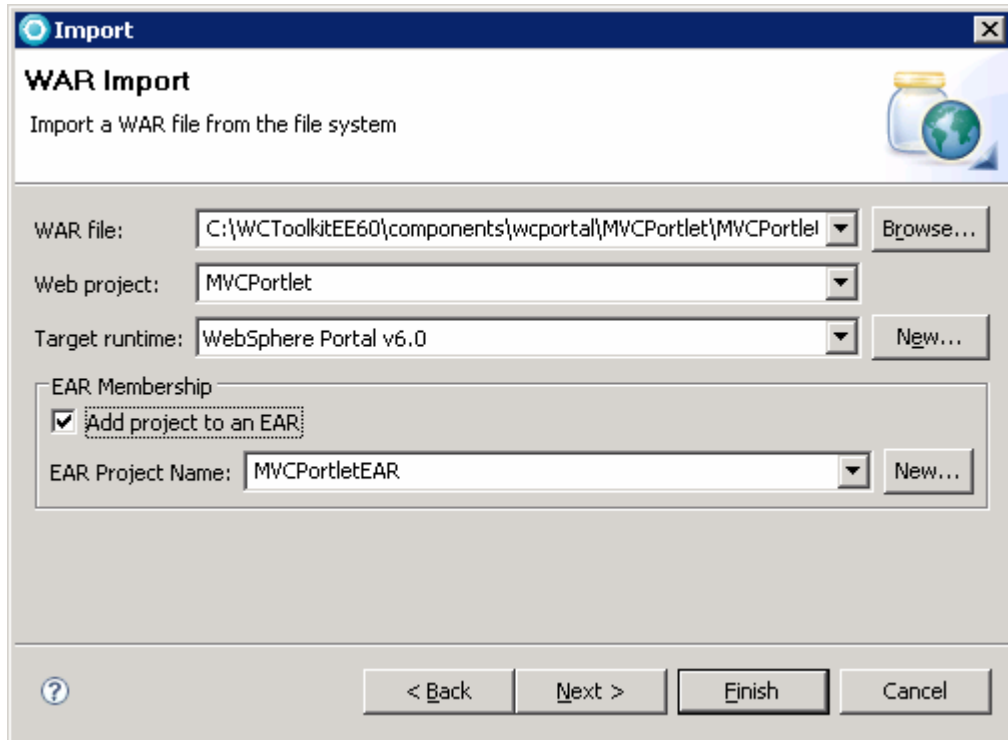 Import
WAR Import
Import a WAR file from the file system
WAR file: C:\WCToolkitEE60\components\wcportal\MVCPortlet\MVCPortlet Browse...
Web project: MVCPortlet
Target runtime: WebSphere Portal v6.0 New...
EAR Membership
Add project to an EAR
EAR Project Name: MVCPortletEAR New...
< Back Next > Finish Cancel